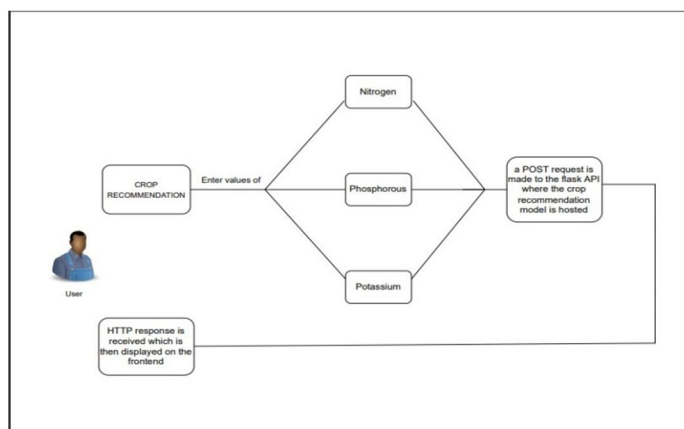 Nitrogen
CROP
RECOMMENDATION
Enter values of
Phosphorous
a POST request is
made to the flask API
where the crop
recommendation
model is hosted
User
Potassium
HTTP response is
received which is
then displayed on the
frontend